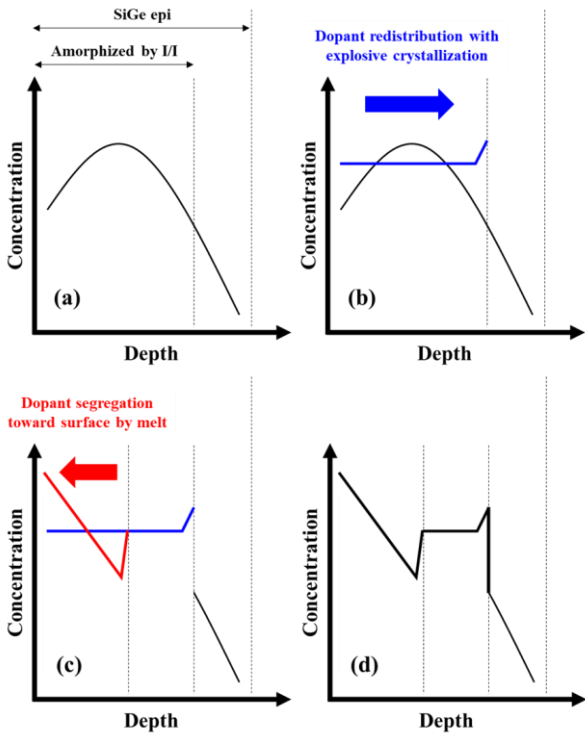 SiGe epi
Amorphized by I/I
Concentration
(a)
Depth
Dopant redistribution with
explosive crystallization
Concentration
(b)
Depth
Dopant segregation
toward surface by melt
Concentration
(c)
Depth
Concentration
(d)
Depth